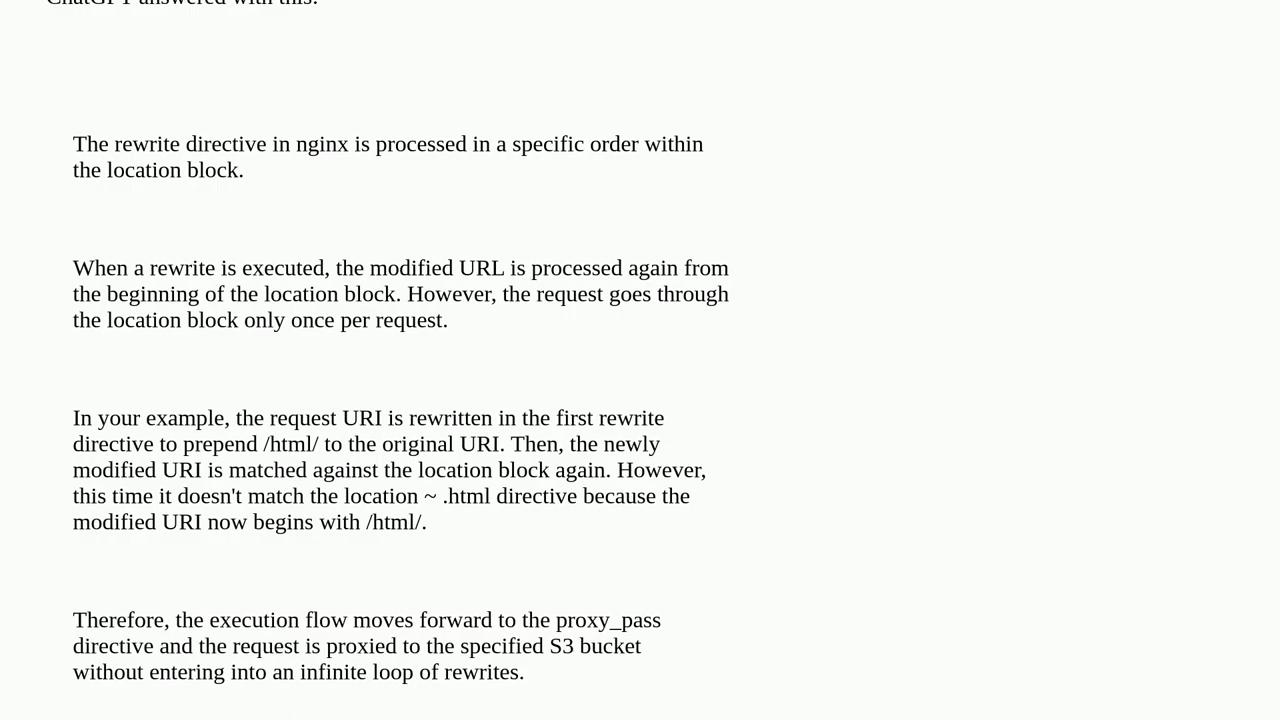 ChatGPT answered with this:
The rewrite directive in nginx is processed in a specific order within
the location block.
When a rewrite is executed, the modified URL is processed again from
the beginning of the location block. However, the request goes through
the location block only once per request.
In your example, the request URI is rewritten in the first rewrite
directive to prepend /html/ to the original URI. Then, the newly
modified URI is matched against the location block again. However,
this time it doesn't match the location ~ .html directive because the
modified URI now begins with /html/.
Therefore, the execution flow moves forward to the proxy_pass
directive and the request is proxied to the specified S3 bucket
without entering into an infinite loop of rewrites.